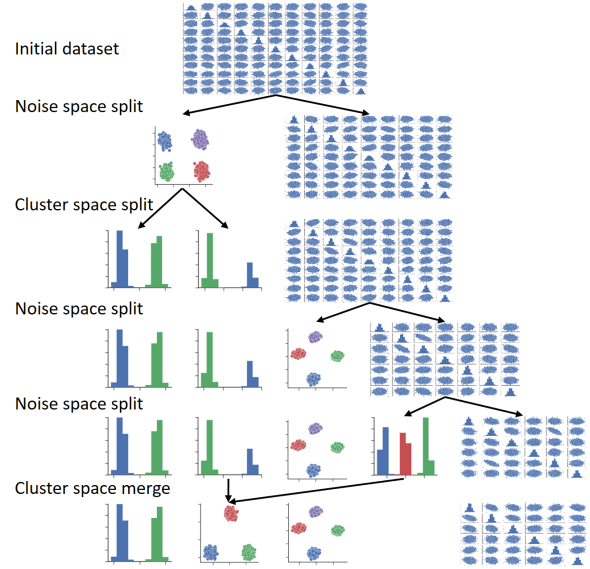 Initial dataset
Noise space split
Cluster space split
Noise space split
Noise space split
Cluster space merge